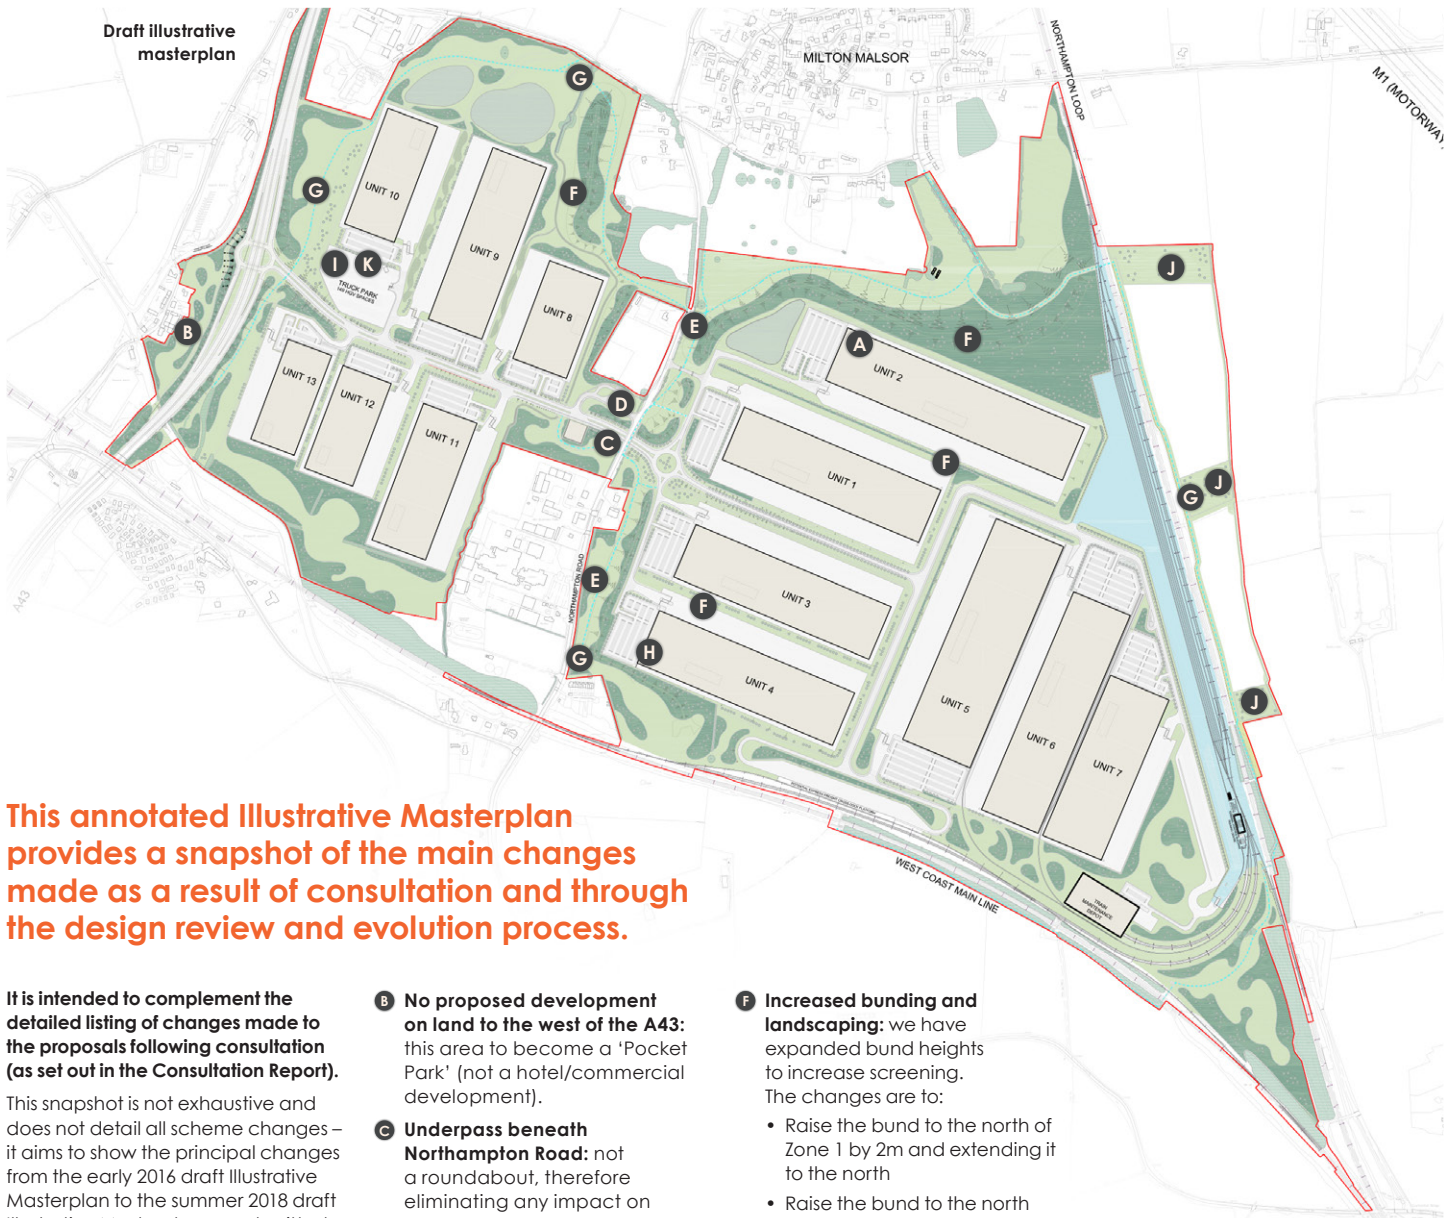 Draft illustrative
masterplan
MILTON MALSOR
NORTHAMPTON LOOP
M1 (MOTORWAY)
G
G
F
UNIT 10
UNIT 9
UNIT 8
I
K
TRUCK PARK
B
E
A
UNIT 2
F
J
UNIT 13
UNIT 12
UNIT 11
D
C
F
UNIT 1
G
J
A43
NORTHAMPTON ROAD
E
F
UNIT 3
G
H
UNIT 4
UNIT 5
UNIT 6
UNIT 7
J
WEST COAST MAIN LINE
TRAIN
MAINTENANCE
DEPOT
This annotated Illustrative Masterplan
provides a snapshot of the main changes
made as a result of consultation and through
the design review and evolution process.
It is intended to complement the
detailed listing of changes made to
the proposals following consultation
(as set out in the Consultation Report).
This snapshot is not exhaustive and
does not detail all scheme changes –
it aims to show the principal changes
from the early 2016 draft Illustrative
Masterplan to the summer 2018 draft
B No proposed development
on land to the west of the A43:
this area to become a ‘Pocket
Park’ (not a hotel/commercial
development).
C Underpass beneath
Northampton Road: not
a roundabout, therefore
eliminating any impact on
F Increased bunding and
landscaping: we have
expanded bund heights
to increase screening.
The changes are to:
• Raise the bund to the north of
Zone 1 by 2m and extending it
to the north
• Raise the bund to the north